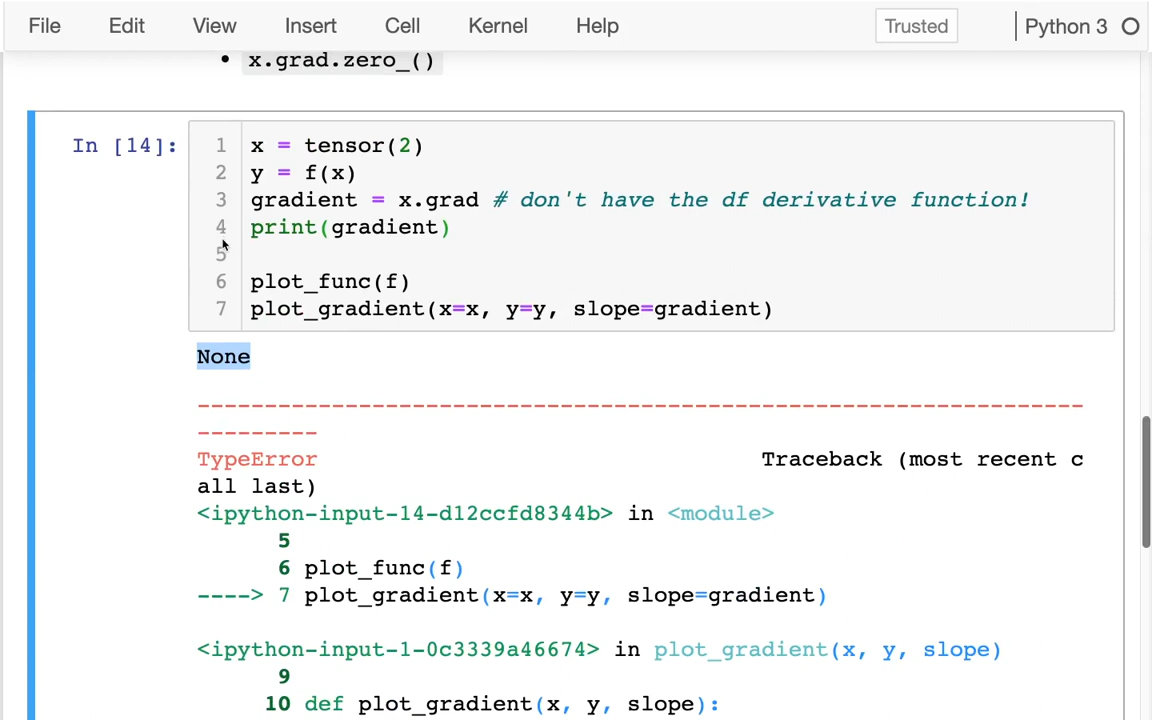 File Edit View Insert Cell Kernel Help Trusted Python 3
• x.grad.zero_()
In [14]:
1 x = tensor(2)
2 y = f(x)
3 gradient = x.grad # don't have the df derivative function!
4 print(gradient)
5
6 plot_func(f)
7 plot_gradient(x=x, y=y, slope=gradient)
None
---------------------------------------------------------------------------
TypeError Traceback (most recent c
all last)
<ipython-input-14-d12ccfd8344b> in <module>
5
6 plot_func(f)
----> 7 plot_gradient(x=x, y=y, slope=gradient)
<ipython-input-1-0c3339a46674> in plot_gradient(x, y, slope)
9
10 def plot_gradient(x, y, slope):